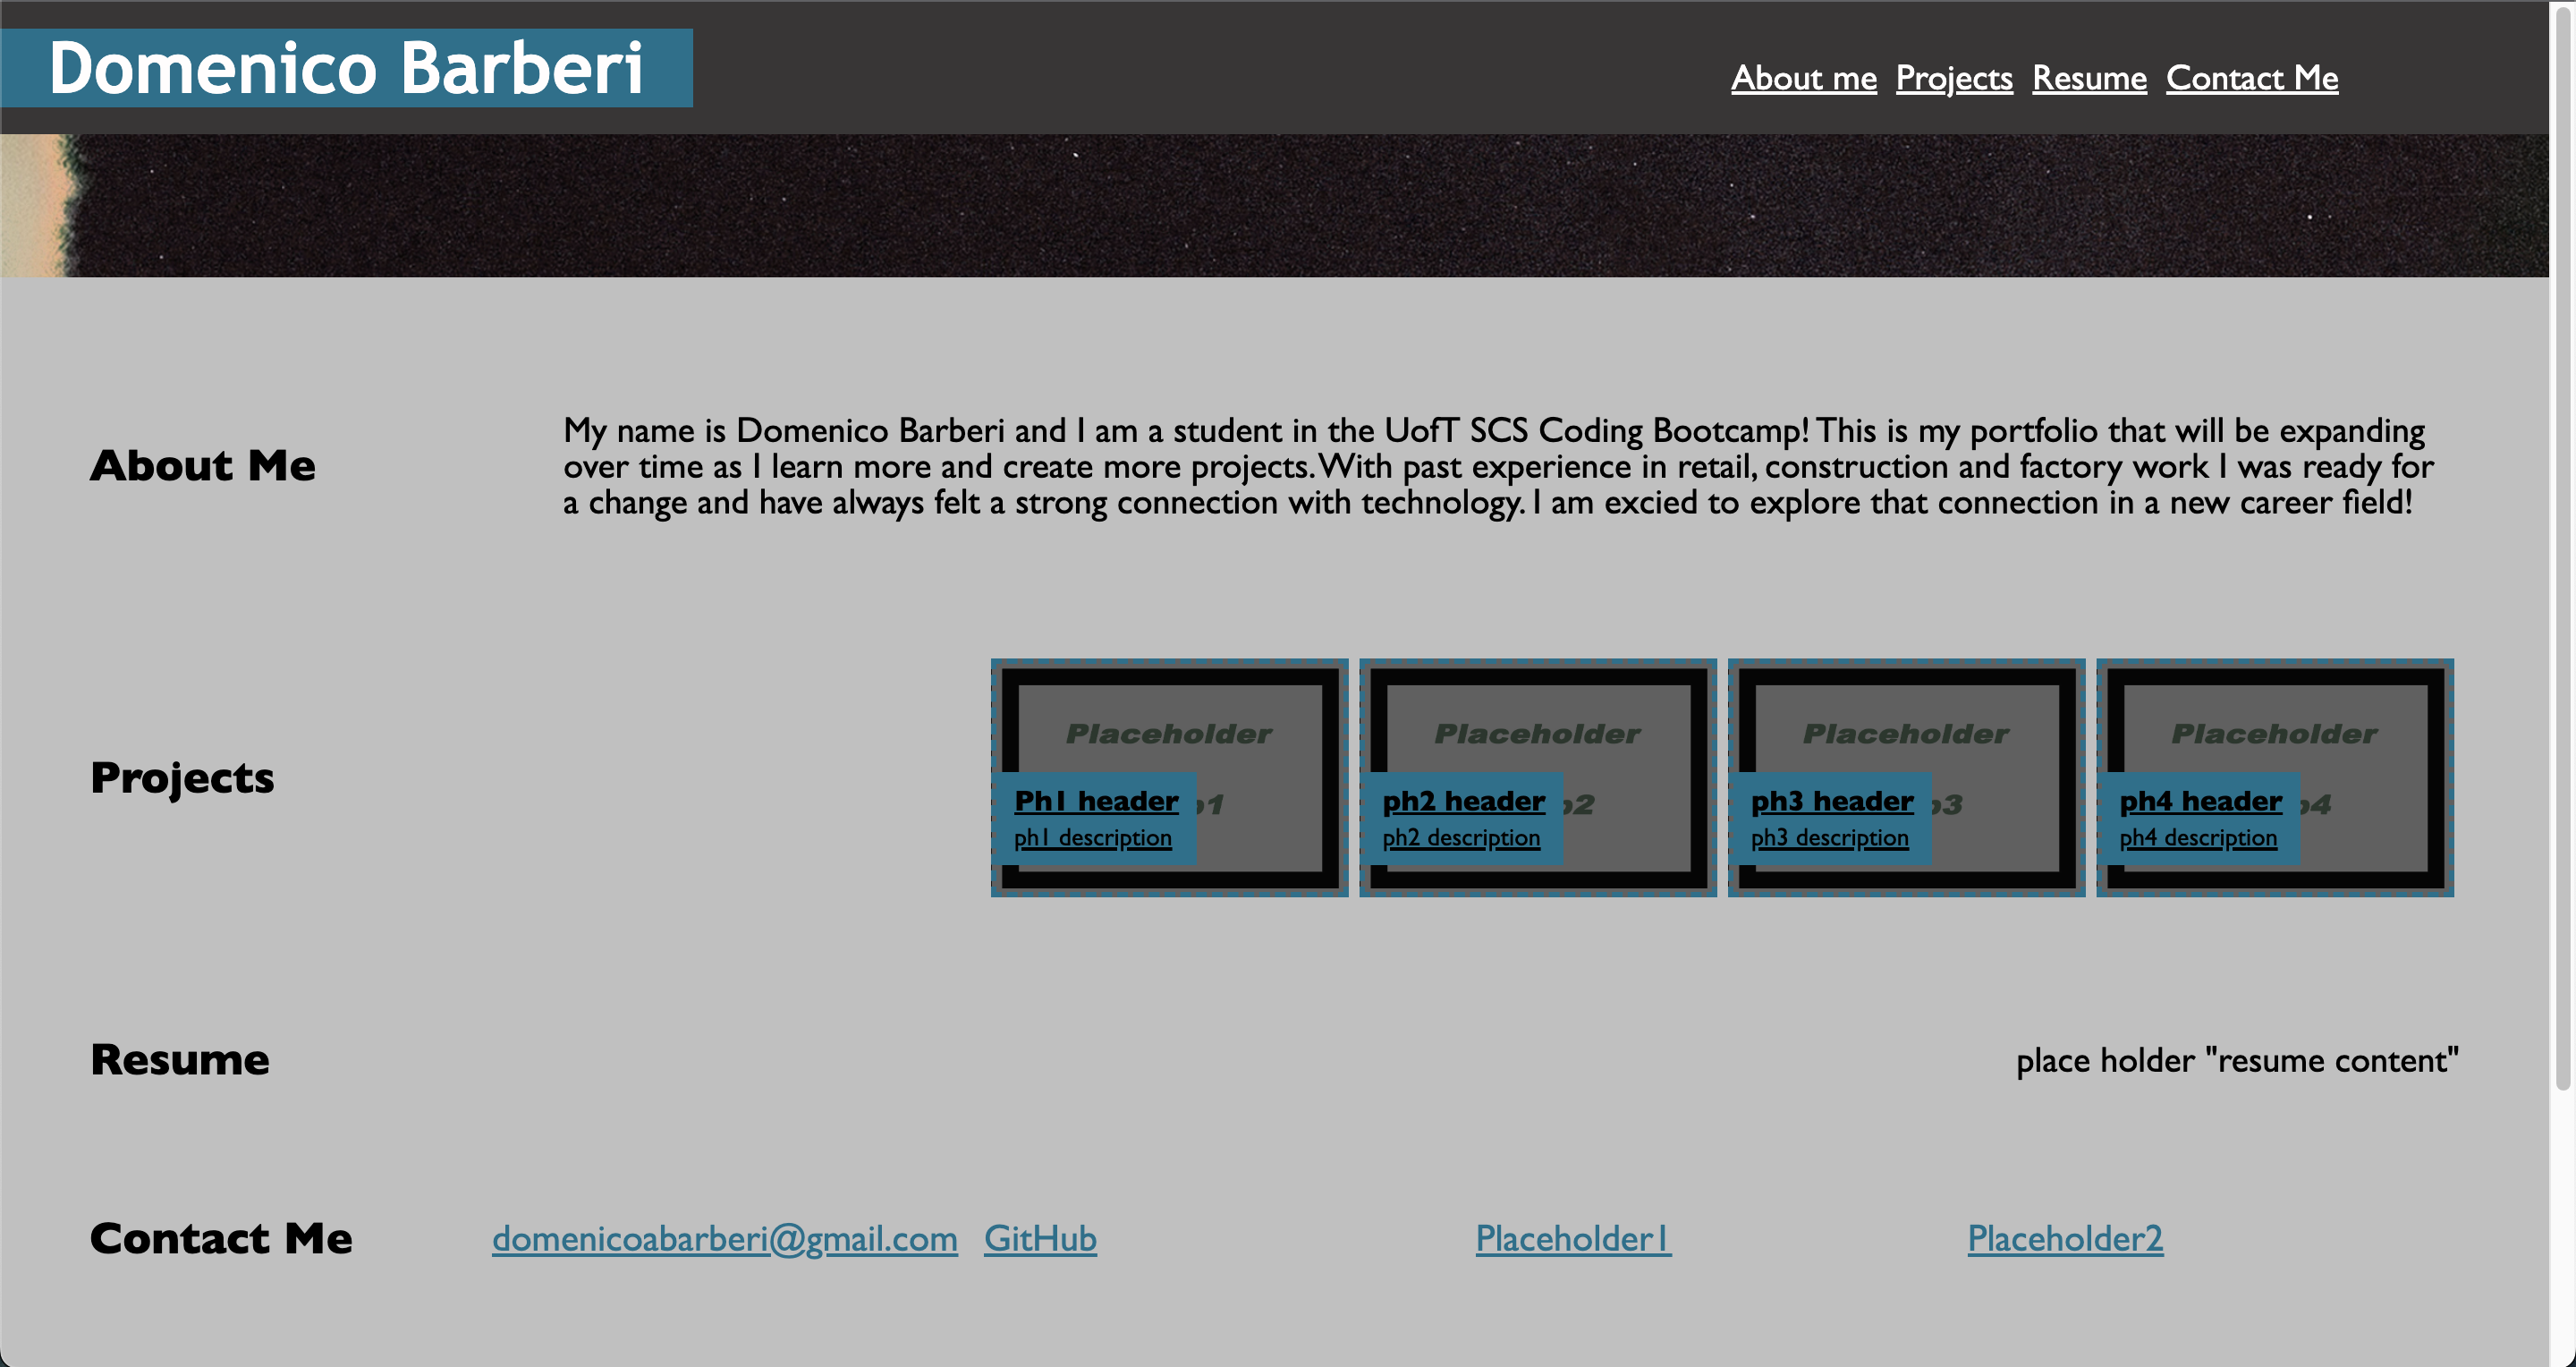 Domenico Barberi
About me Projects Resume Contact Me
About Me
My name is Domenico Barberi and I am a student in the UofT SCS Coding Bootcamp! This is my portfolio that will be expanding
over time as I learn more and create more projects. With past experience in retail, construction and factory work I was ready for
a change and have always felt a strong connection with technology. I am excied to explore that connection in a new career field!
Projects
Placeholder
Ph1 header
ph1 description
Placeholder
ph2 header
ph2 description
Placeholder
ph3 header
ph3 description
Placeholder
ph4 header
ph4 description
Resume
place holder "resume content"
Contact Me
domenicoabarberi@gmail.com GitHub Placeholder1 Placeholder2